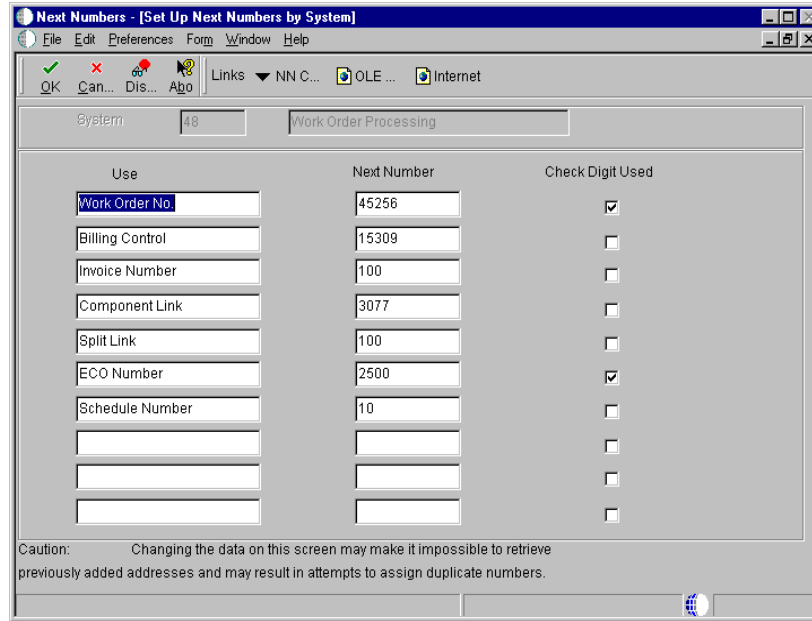 Next Numbers - [Set Up Next Numbers by System]
File Edit Preferences Form Window Help
Links NN C... OLE ... Internet
OK Can... Dis... Abo
System 48 Work Order Processing
Use Next Number Check Digit Used
Work Order No. 45256
Billing Control 15309
Invoice Number 100
Component Link 3077
Split Link 100
ECO Number 2500
Schedule Number 10
Caution: Changing the data on this screen may make it impossible to retrieve
previously added addresses and may result in attempts to assign duplicate numbers.